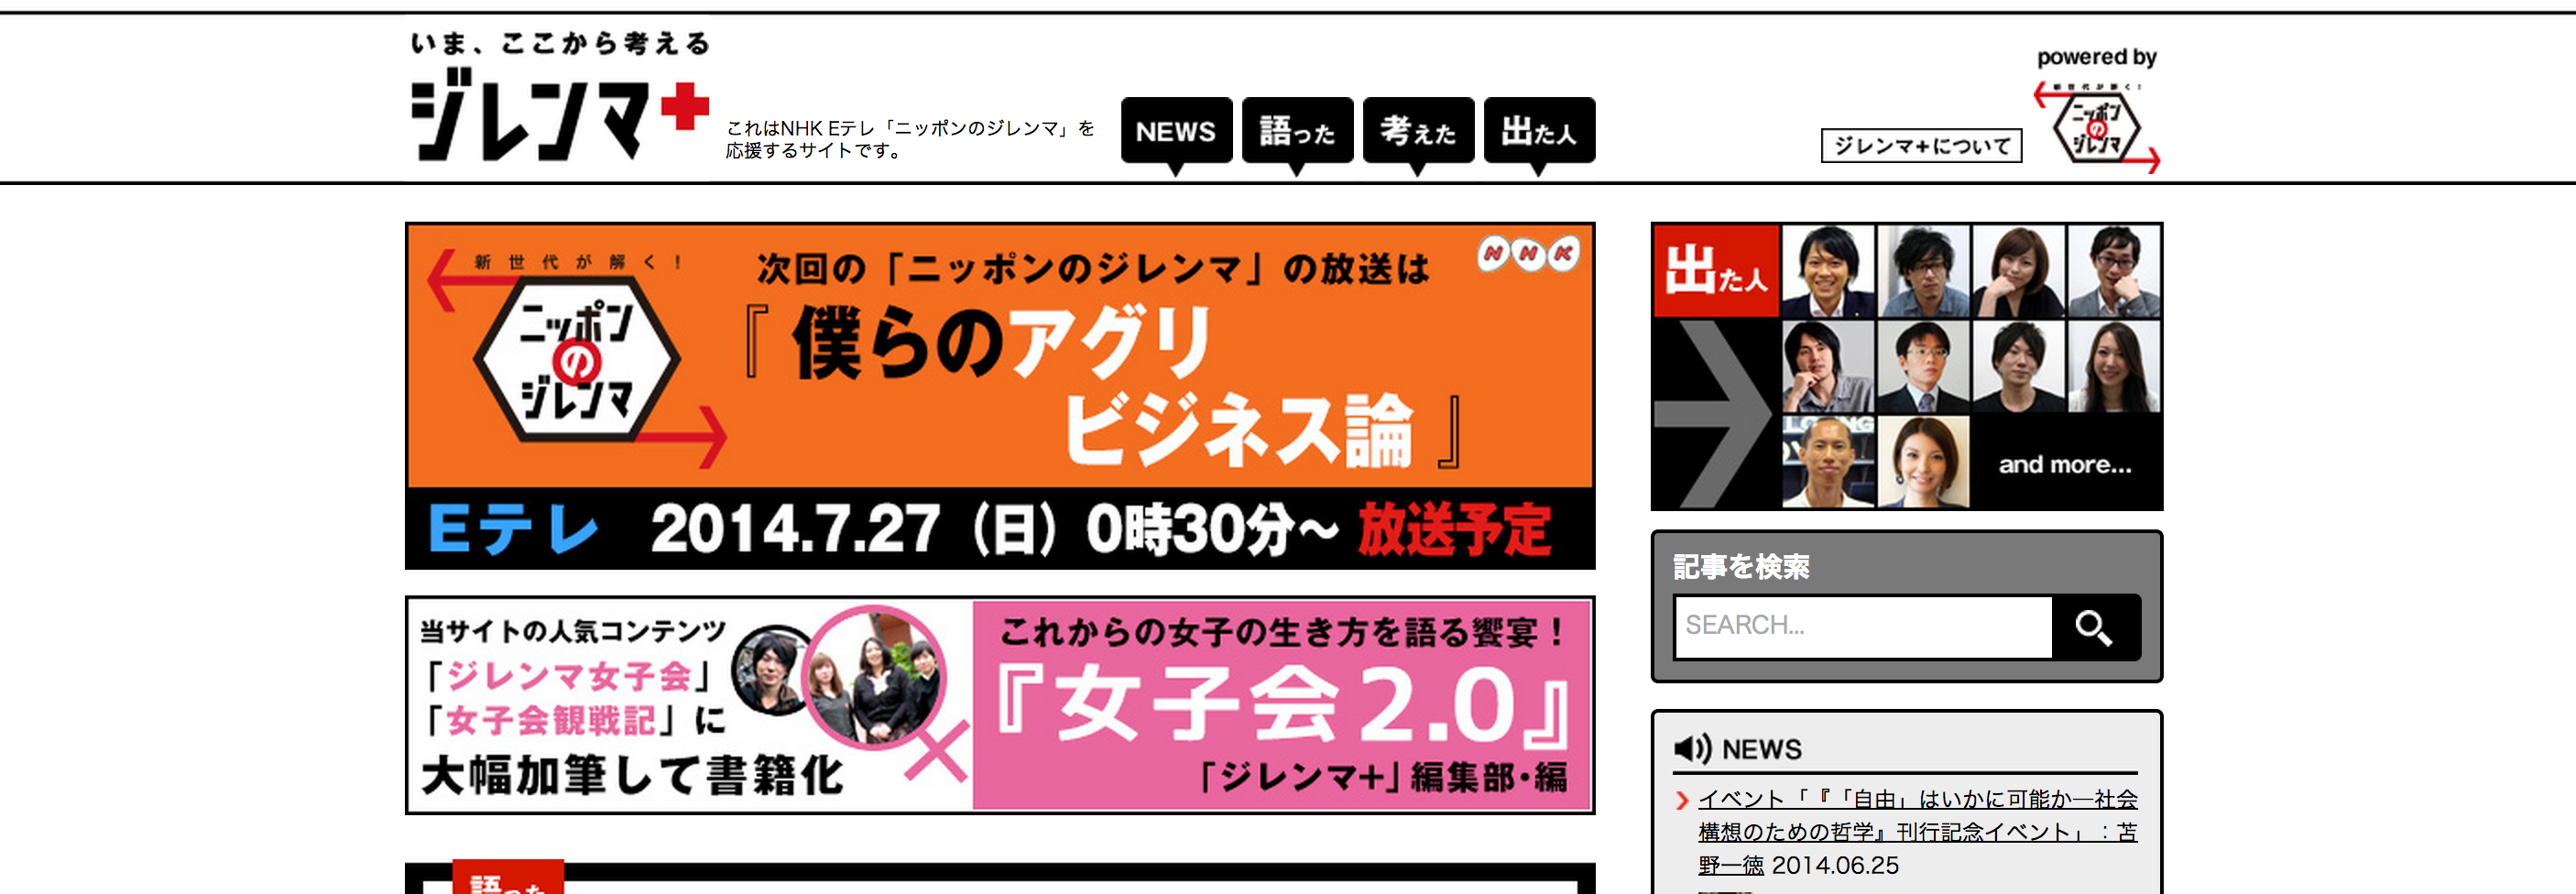 いま、ここから考える
ジレンマ+
これはNHK Eテレ「ニッポンのジレンマ」を
応援するサイトです。
NEWS
語った
考えた
出た人
ジレンマ+について
powered by
新世代が解く!
ニッポン
の
ジレンマ
新世代が解く!
ニッポン
の
ジレンマ
次回の「ニッポンのジレンマ」の放送は
NHK
『僕らのアグリ
ビジネス論』
Eテレ 2014.7.27(日)0時30分〜 放送予定
当サイトの人気コンテンツ
「ジレンマ女子会」
「女子会観戦記」に
大幅加筆して書籍化
これからの女子の生き方を語る饗宴!
『女子会2.0』
「ジレンマ+」編集部・編
語った
出た人
and more...
記事を検索
SEARCH...
NEWS
イベント「『「自由」はいかに可能か―社会
構想のための哲学』刊行記念イベント」:苫
野一徳 2014.06.25